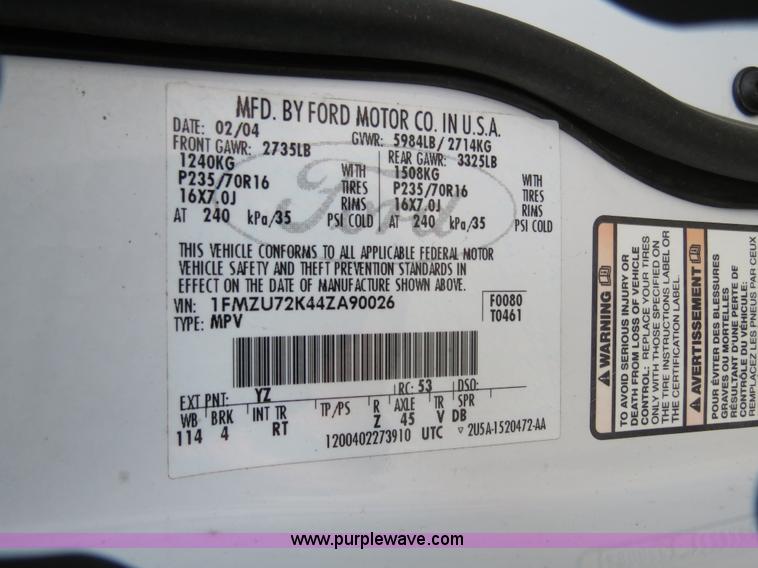 MFD. BY FORD MOTOR CO. IN U.S.A.
DATE: 02/04 GVWR: 5984LB/ 2714KG
FRONT GAWR: 2735LB REAR GAWR: 3325LB
1240KG WITH 1508KG WITH
P235/70R16 TIRES P235/70R16 TIRES
16X7.0J RIMS 16X7.0J RIMS
AT 240 kPa/35 PSI COLD AT 240 kPa/35 PSI COLD
Ford
THIS VEHICLE CONFORMS TO ALL APPLICABLE FEDERAL MOTOR
VEHICLE SAFETY AND THEFT PREVENTION STANDARDS IN
EFFECT ON THE DATE OF MANUFACTURE SHOWN ABOVE.
VIN: 1FMZU72K44ZA90026 F0080
TYPE: MPV T0461
EXT PNT: YZ RC: 53 DSO:
WB BRK INT TR TP/PS R AXLE TR SPR
114 4 RT Z 45 V DB
1200402273910 UTC 2U5A-1520472-AA
WARNING
TO AVOID SERIOUS INJURY OR
DEATH FROM LOSS OF VEHICLE
CONTROL: REPLACE YOUR TIRES
ONLY WITH THOSE SPECIFIED ON
THE TIRE INSTRUCTIONS LABEL OR
THE CERTIFICATION LABEL
AVERTISSEMENT
POUR ÉVITER DES BLESSURES
GRAVES OU MORTELLES
RÉSULTANT D'UNE PERTE DE
CONTRÔLE DU VÉHICULE:
REMPLACEZ LES PNEUS PAR CEUX
www.purplewave.com